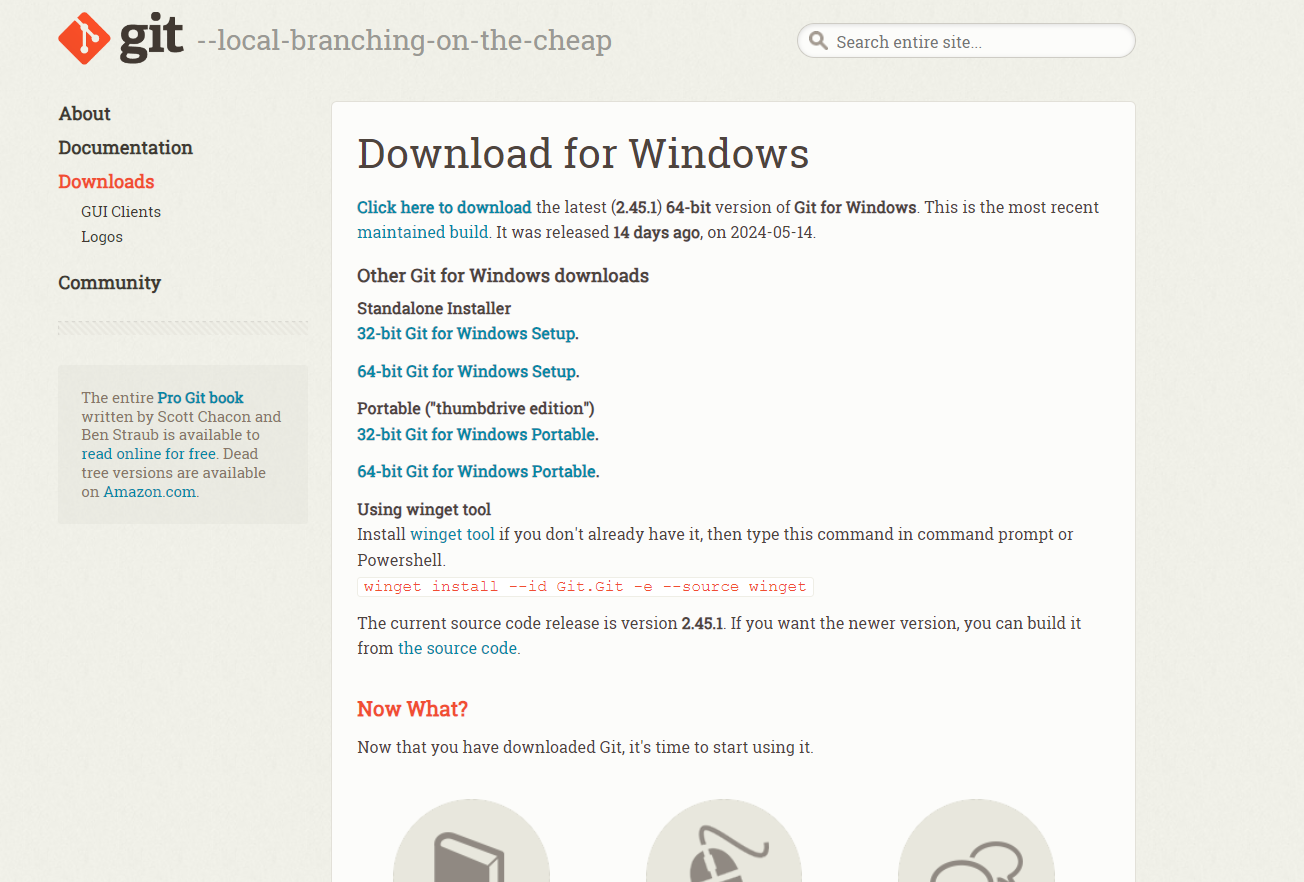 git --local-branching-on-the-cheap
Search entire site...
About
Documentation
Downloads
GUI Clients
Logos
Community
The entire Pro Git book
written by Scott Chacon and
Ben Straub is available to
read online for free. Dead
tree versions are available
on Amazon.com.
Download for Windows
Click here to download the latest (2.45.1) 64-bit version of Git for Windows. This is the most recent
maintained build. It was released 14 days ago, on 2024-05-14.
Other Git for Windows downloads
Standalone Installer
32-bit Git for Windows Setup.
64-bit Git for Windows Setup.
Portable ("thumbdrive edition")
32-bit Git for Windows Portable.
64-bit Git for Windows Portable.
Using winget tool
Install winget tool if you don't already have it, then type this command in command prompt or
Powershell.
winget install --id Git.Git -e --source winget
The current source code release is version 2.45.1. If you want the newer version, you can build it
from the source code.
Now What?
Now that you have downloaded Git, it's time to start using it.